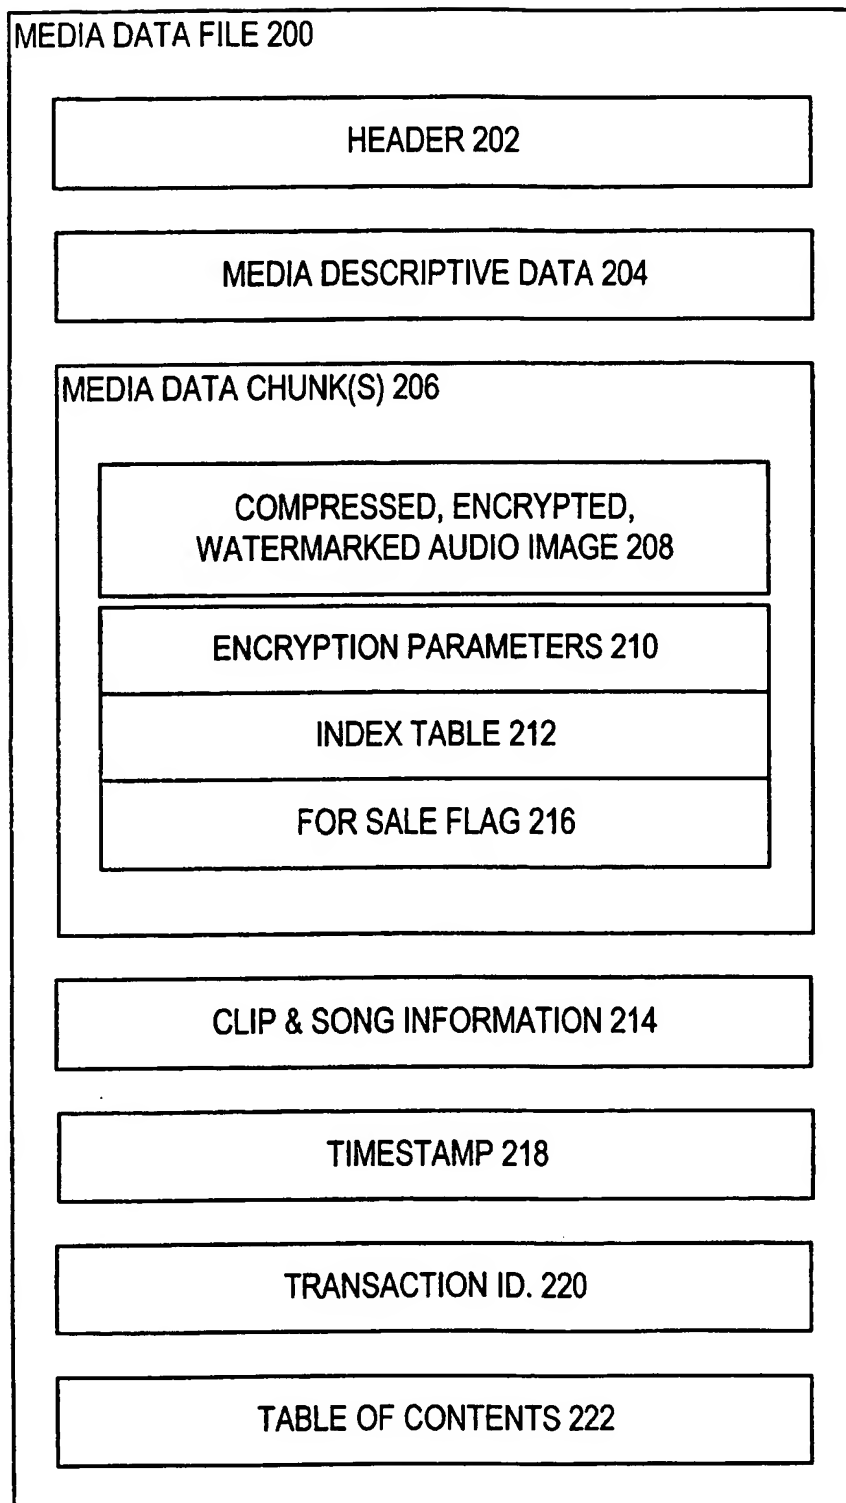 MEDIA DATA FILE 200
HEADER 202
MEDIA DESCRIPTIVE DATA 204
MEDIA DATA CHUNK(S) 206
COMPRESSED, ENCRYPTED,
WATERMARKED AUDIO IMAGE 208
ENCRYPTION PARAMETERS 210
INDEX TABLE 212
FOR SALE FLAG 216
CLIP & SONG INFORMATION 214
TIMESTAMP 218
TRANSACTION ID. 220
TABLE OF CONTENTS 222